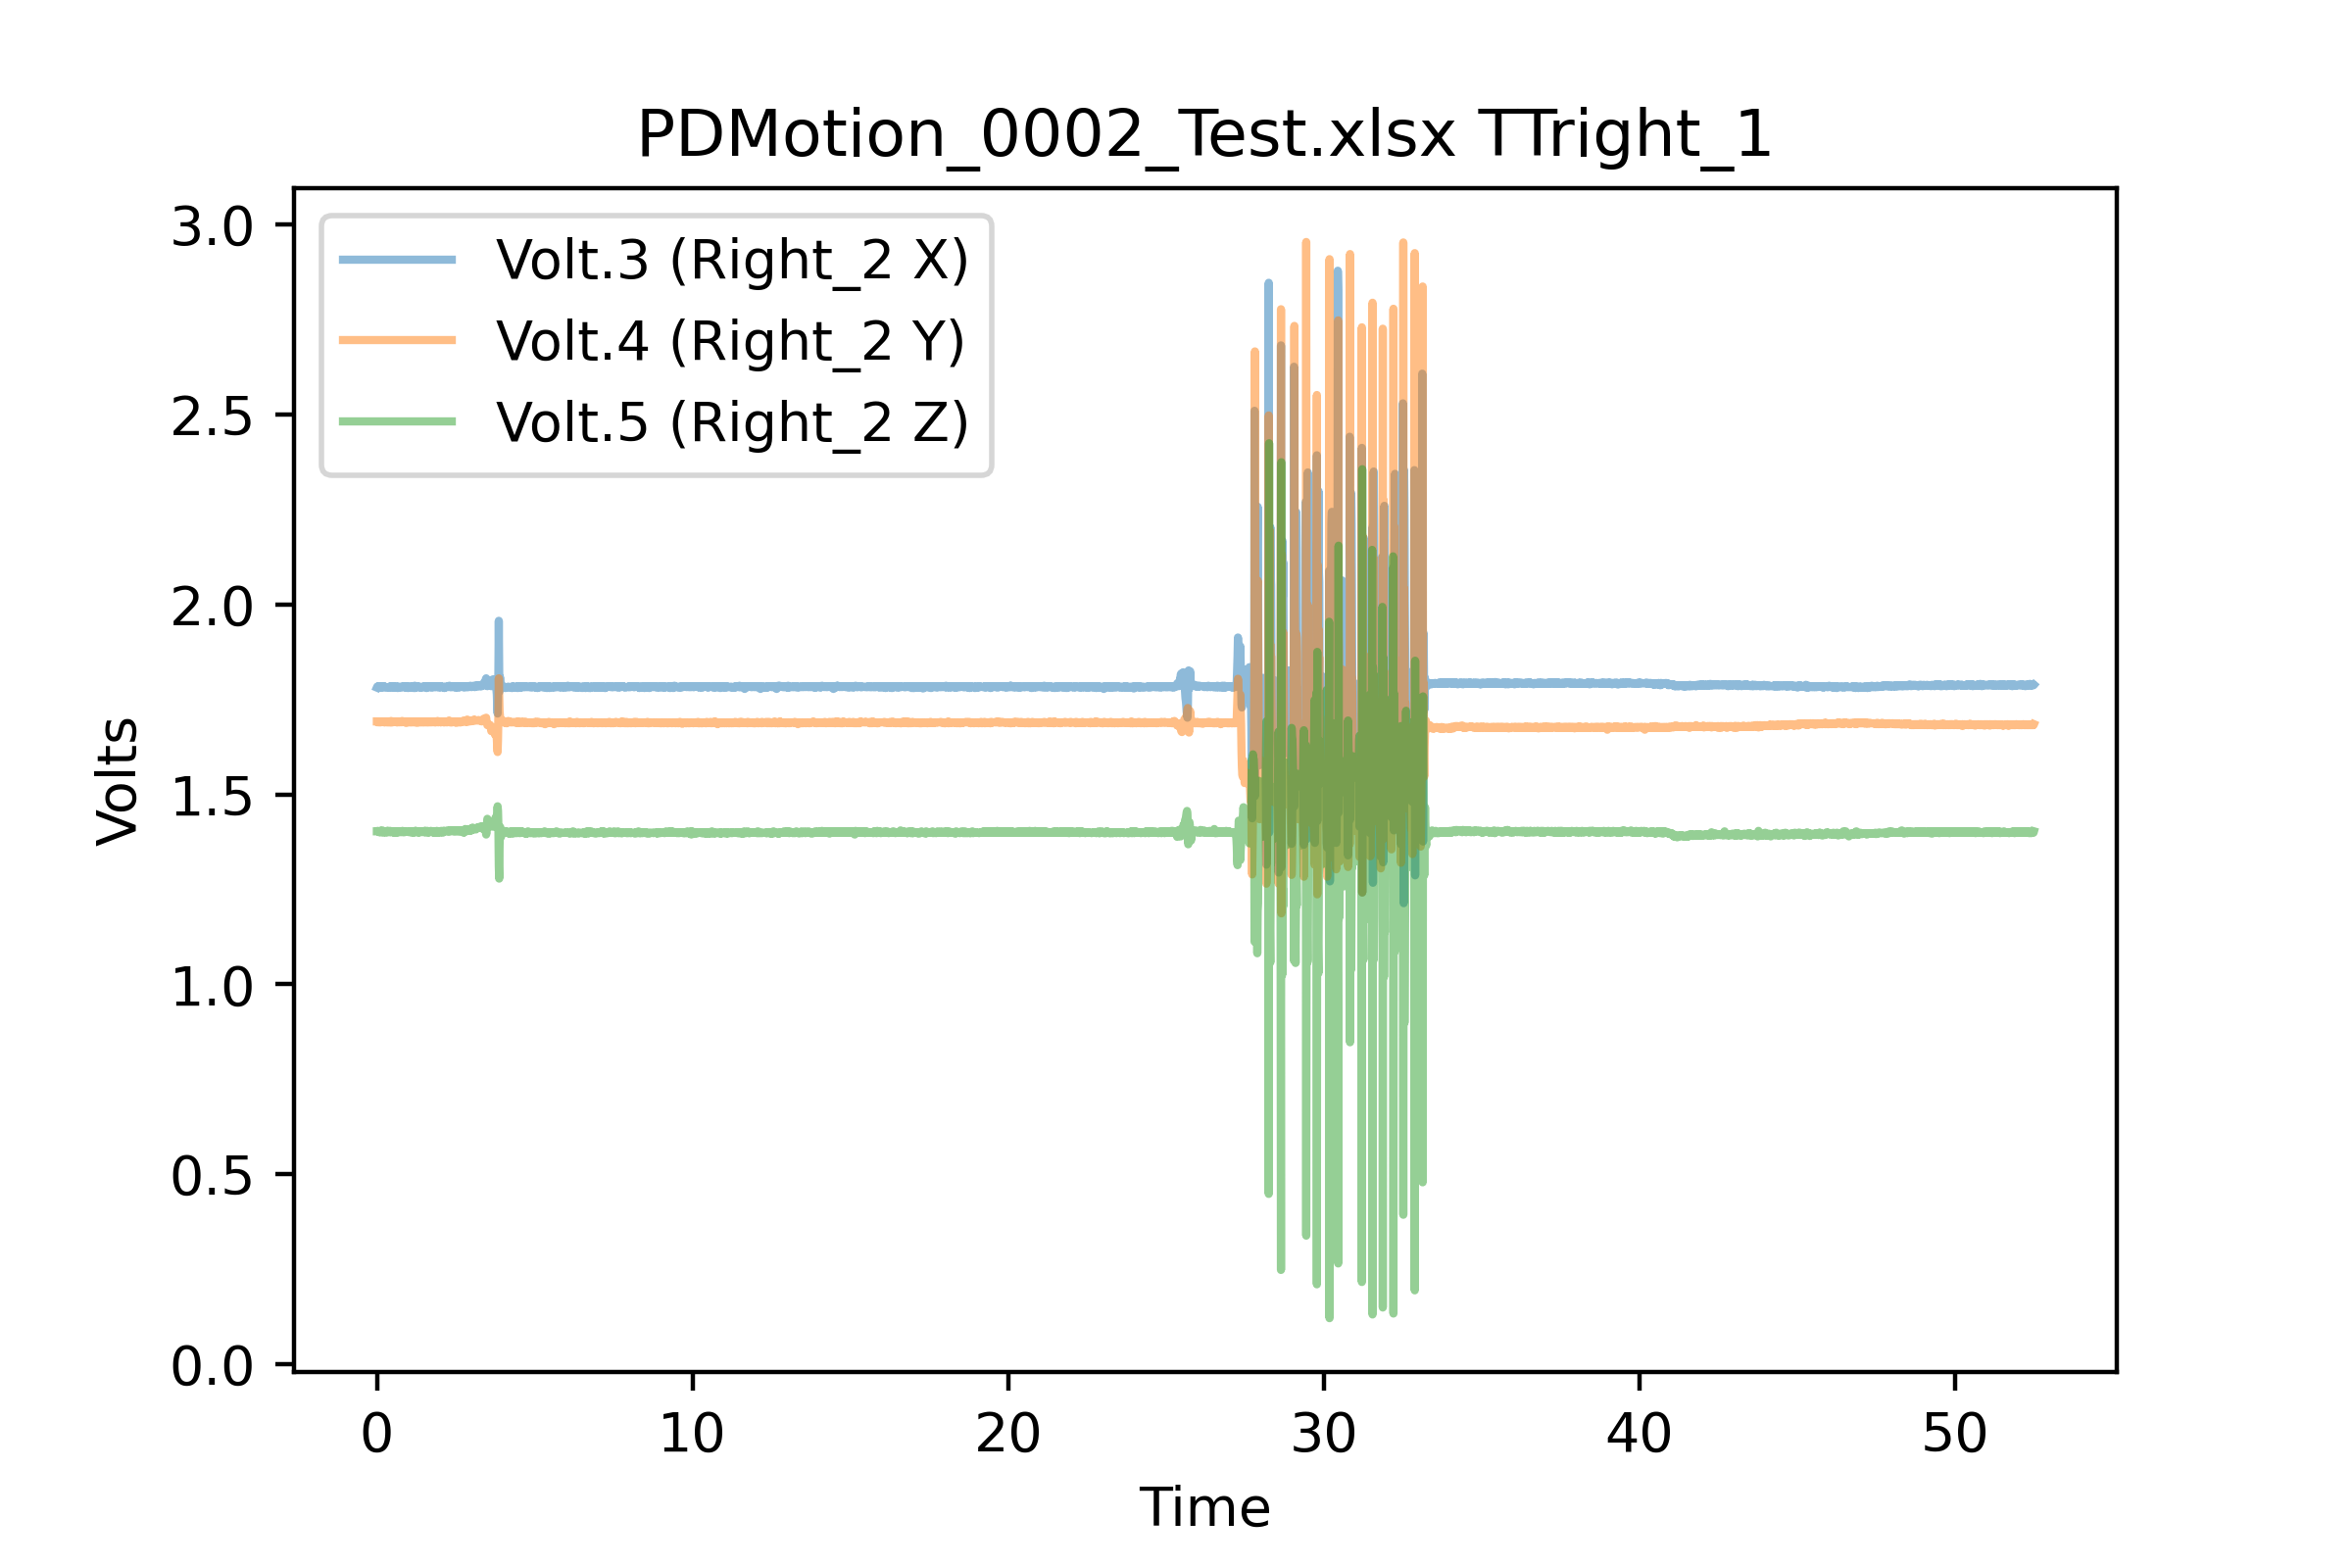 PDMotion_0002_Test.xlsx TTright_1
Volt.3 (Right_2 X)
Volt.4 (Right_2 Y)
Volt.5 (Right_2 Z)
3.0
2.5
2.0
1.5
1.0
0.5
0.0
Volts
0 10 20 30 40 50
Time